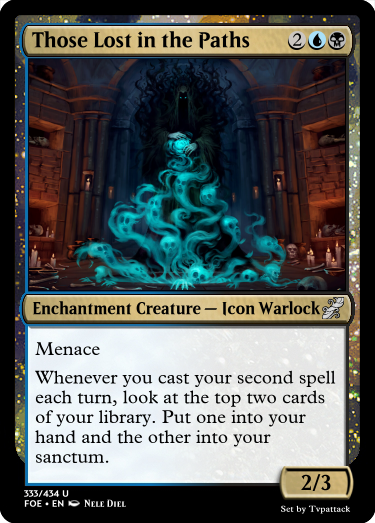 Those Lost in the Paths 2
Enchantment Creature — Icon Warlock
Menace
Whenever you cast your second spell
each turn, look at the top two cards
of your library. Put one into your
hand and the other into your
sanctum.
2/3
333/434 U
FOE • EN Nele Diel
Set by Tvpattack